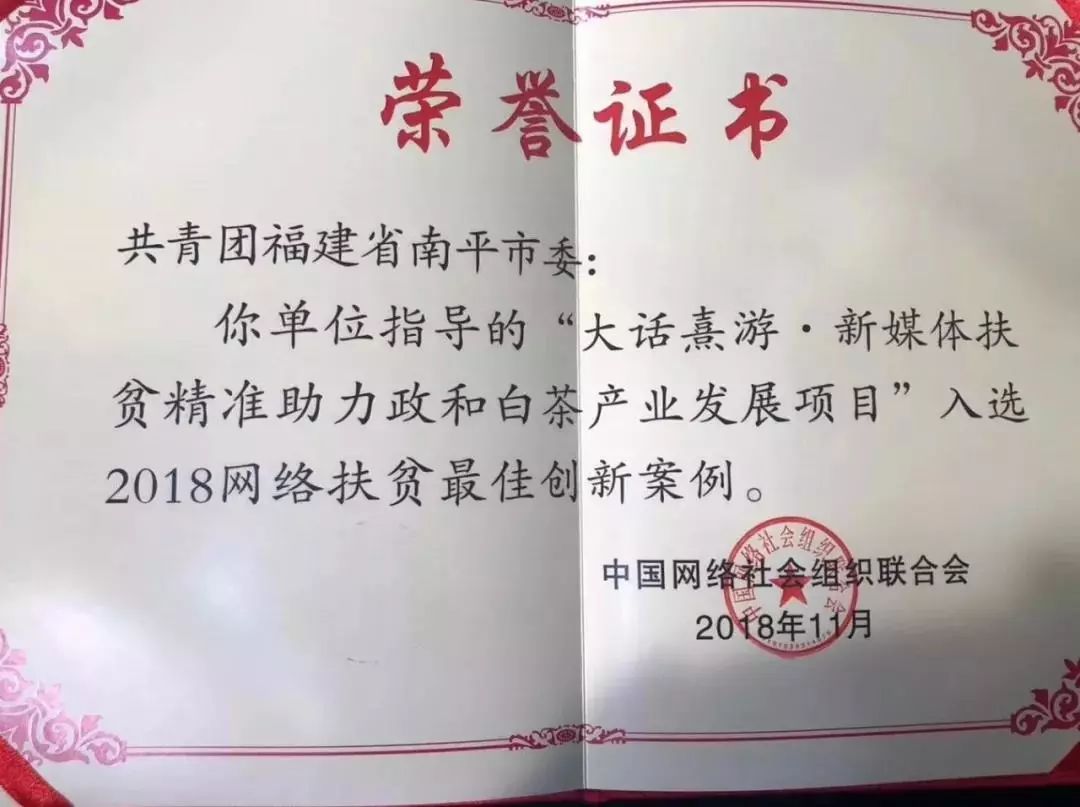 荣誉证书
共青团福建省南平市委：
你单位指导的“大话熹游·新媒体扶
贫精准助力政和白茶产业发展项目”入选
2018网络扶贫最佳创新案例。
中国网络社会组织联合会
2018年11月